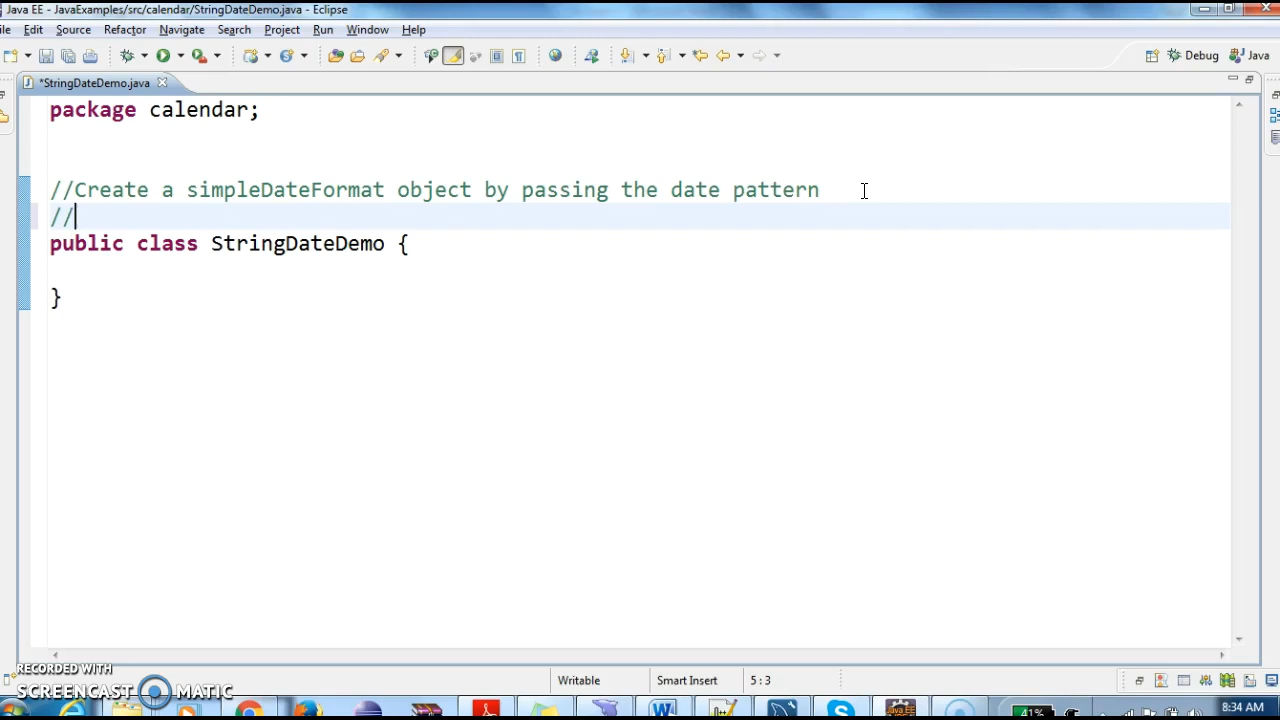 Java EE - JavaExamples/src/calendar/StringDateDemo.java - Eclipse
ile Edit Source Refactor Navigate Search Project Run Window Help
Debug Java
*StringDateDemo.java
package calendar;
//Create a simpleDateFormat object by passing the date pattern
//
public class StringDateDemo {
}
RECORDED WITH
SCREENCAST MATIC
Writable Smart Insert 5 : 3
41% 8:34 AM